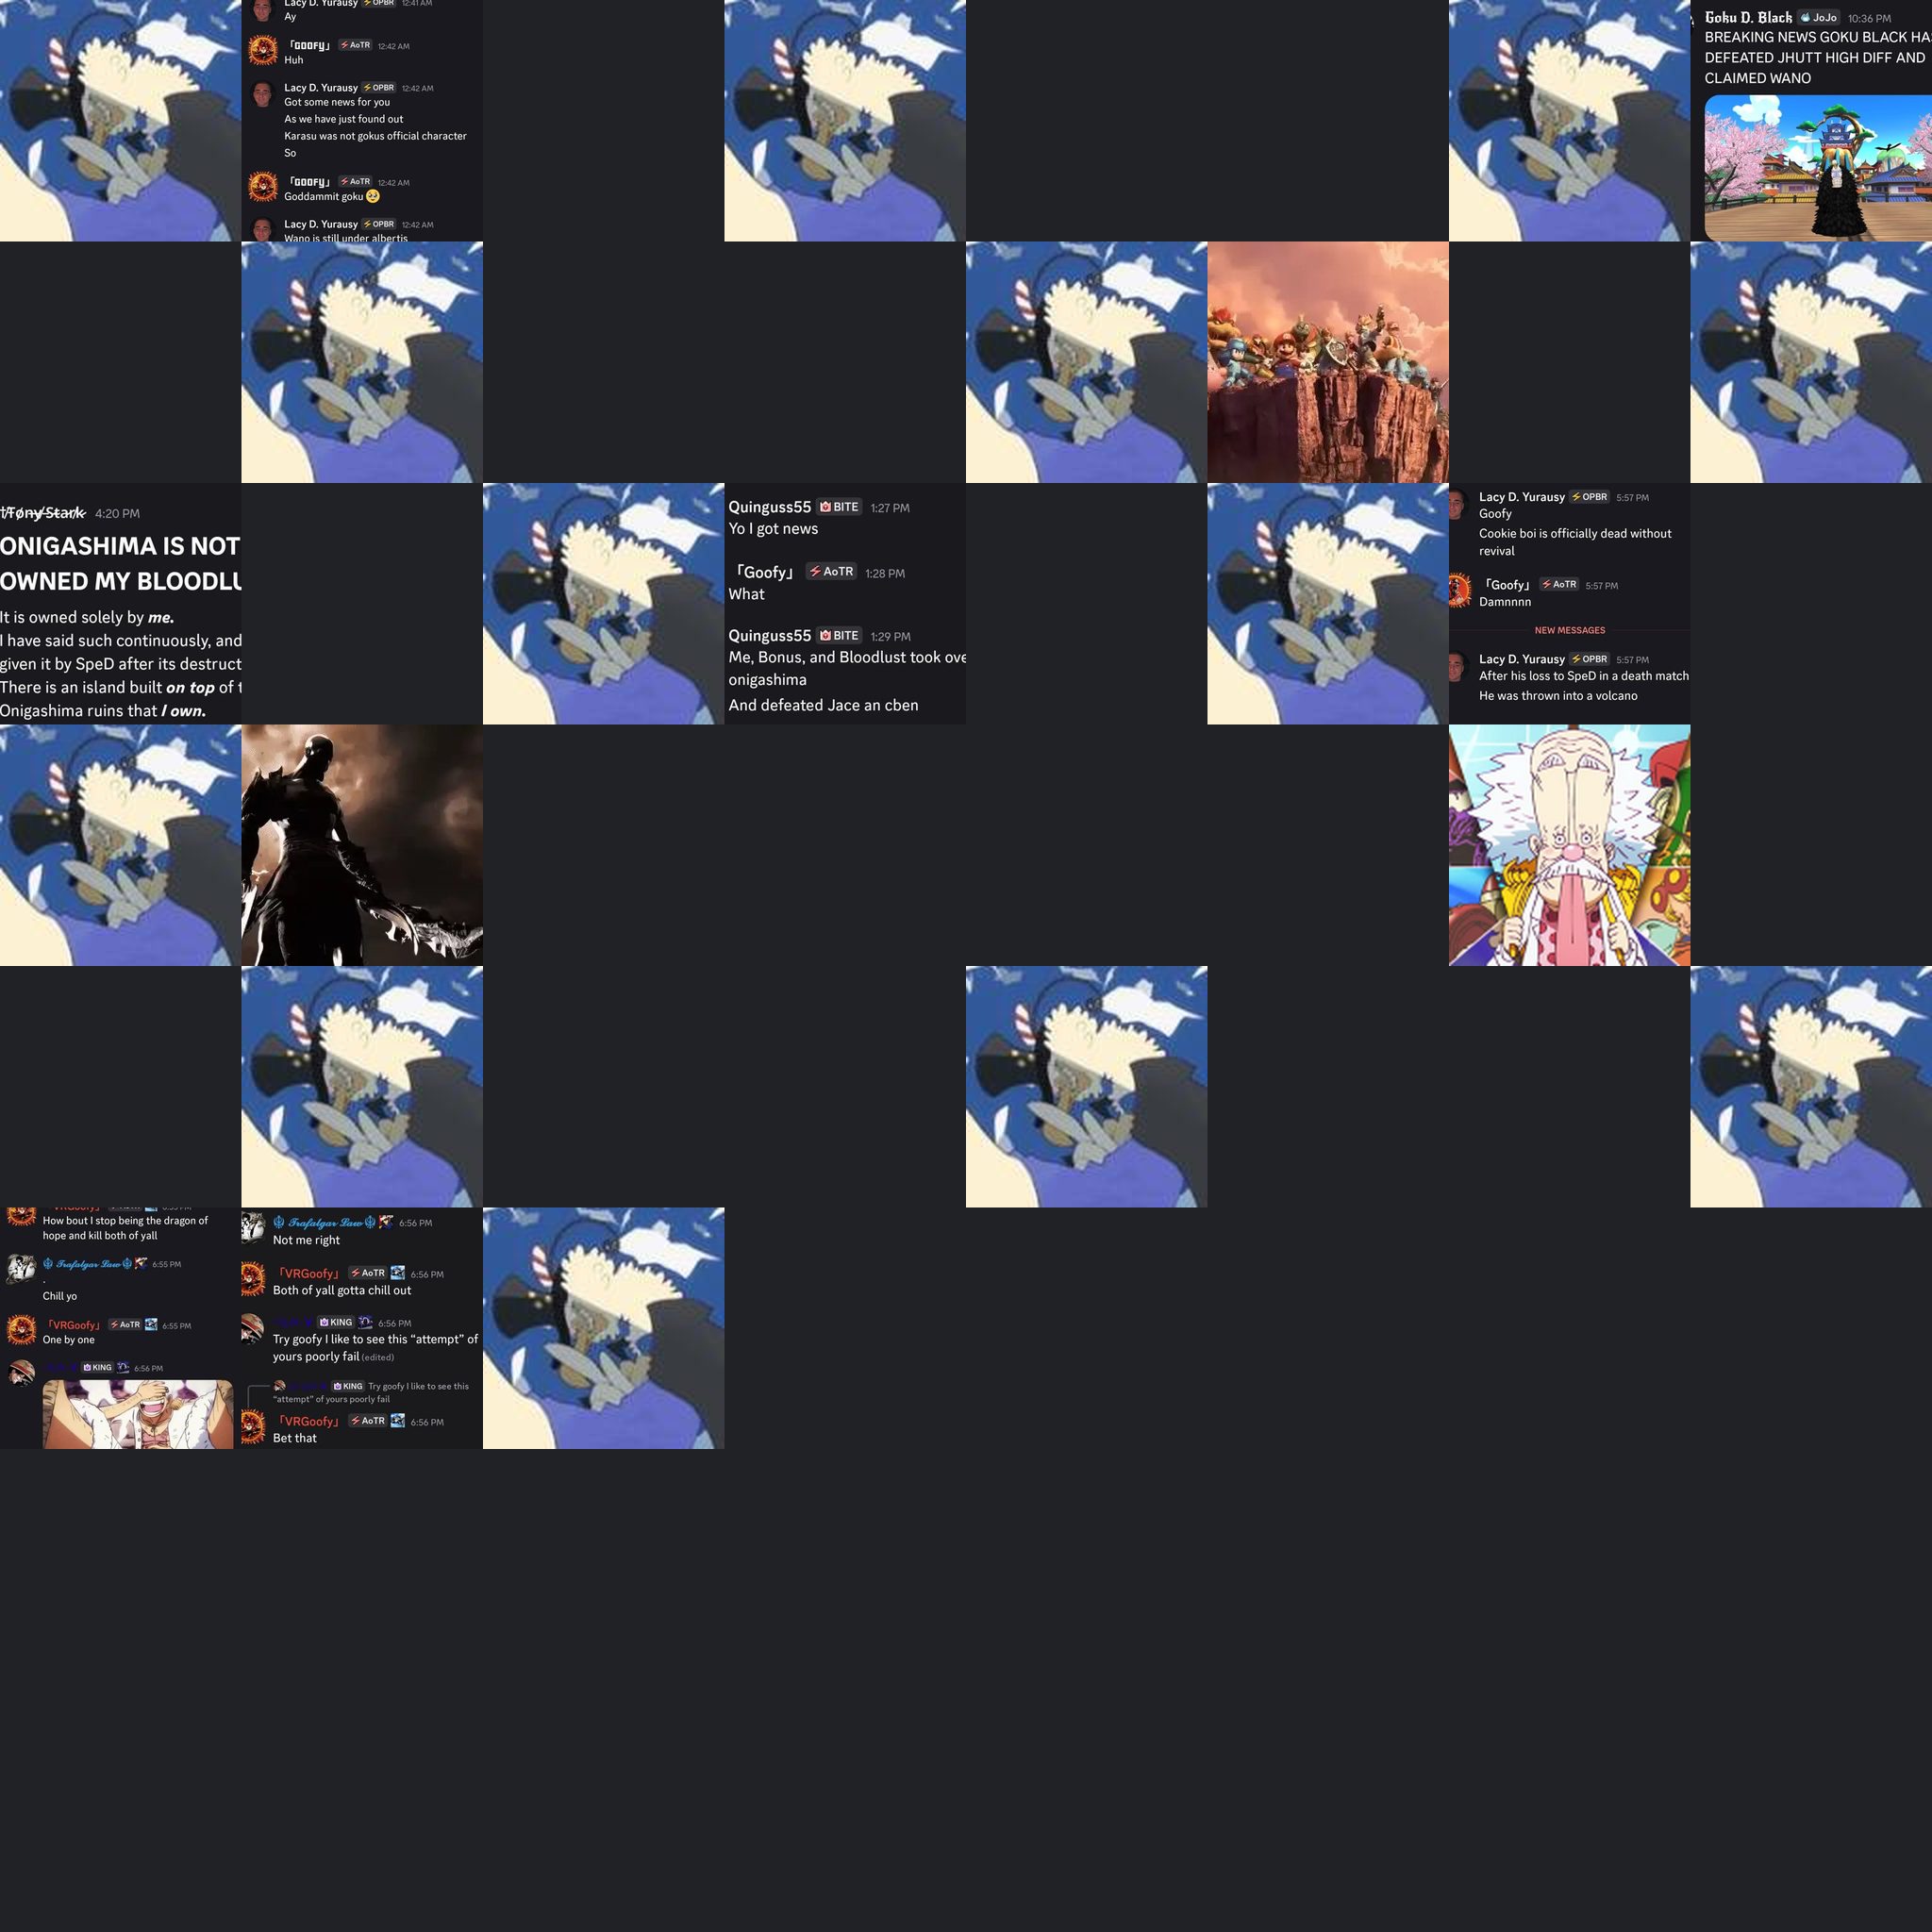 Lacy D. Yurausy OPBR 12:41 AM
Ay
「GOOFY」 AoTR 12:42 AM
Huh
Lacy D. Yurausy OPBR 12:42 AM
Got some news for you
As we have just found out
Karasu was not gokus official character
So
「GOOFY」 AoTR 12:42 AM
Goddammit goku 🥺
Lacy D. Yurausy OPBR 12:42 AM
Wano is still under albertis
Goku D. Black JoJo 10:36 PM
BREAKING NEWS GOKU BLACK HA
DEFEATED JHUTT HIGH DIFF AND
CLAIMED WANO
Tony Stark 4:20 PM
ONIGASHIMA IS NOT
OWNED MY BLOODLU
It is owned solely by me.
I have said such continuously, and
given it by SpeD after its destruct
There is an island built on top of t
Onigashima ruins that I own.
Quinguss55 BITE 1:27 PM
Yo I got news
「Goofy」 AoTR 1:28 PM
What
Quinguss55 BITE 1:29 PM
Me, Bonus, and Bloodlust took ove
onigashima
And defeated Jace an cben
Lacy D. Yurausy OPBR 5:57 PM
Goofy
Cookie boi is officially dead without
revival
「Goofy」 AoTR 5:57 PM
Damnnnn
NEW MESSAGES
Lacy D. Yurausy OPBR 5:57 PM
After his loss to SpeD in a death match
He was thrown into a volcano
How bout I stop being the dragon of
hope and kill both of yall
Trafalgar Law 6:55 PM
.
Chill yo
「VRGoofy」 AoTR 6:55 PM
One by one
KING 6:56 PM
Trafalgar Law 6:56 PM
Not me right
「VRGoofy」 AoTR 6:56 PM
Both of yall gotta chill out
KING 6:56 PM
Try goofy I like to see this “attempt” of
yours poorly fail (edited)
KING Try goofy I like to see this
“attempt” of yours poorly fail
「VRGoofy」 AoTR 6:56 PM
Bet that